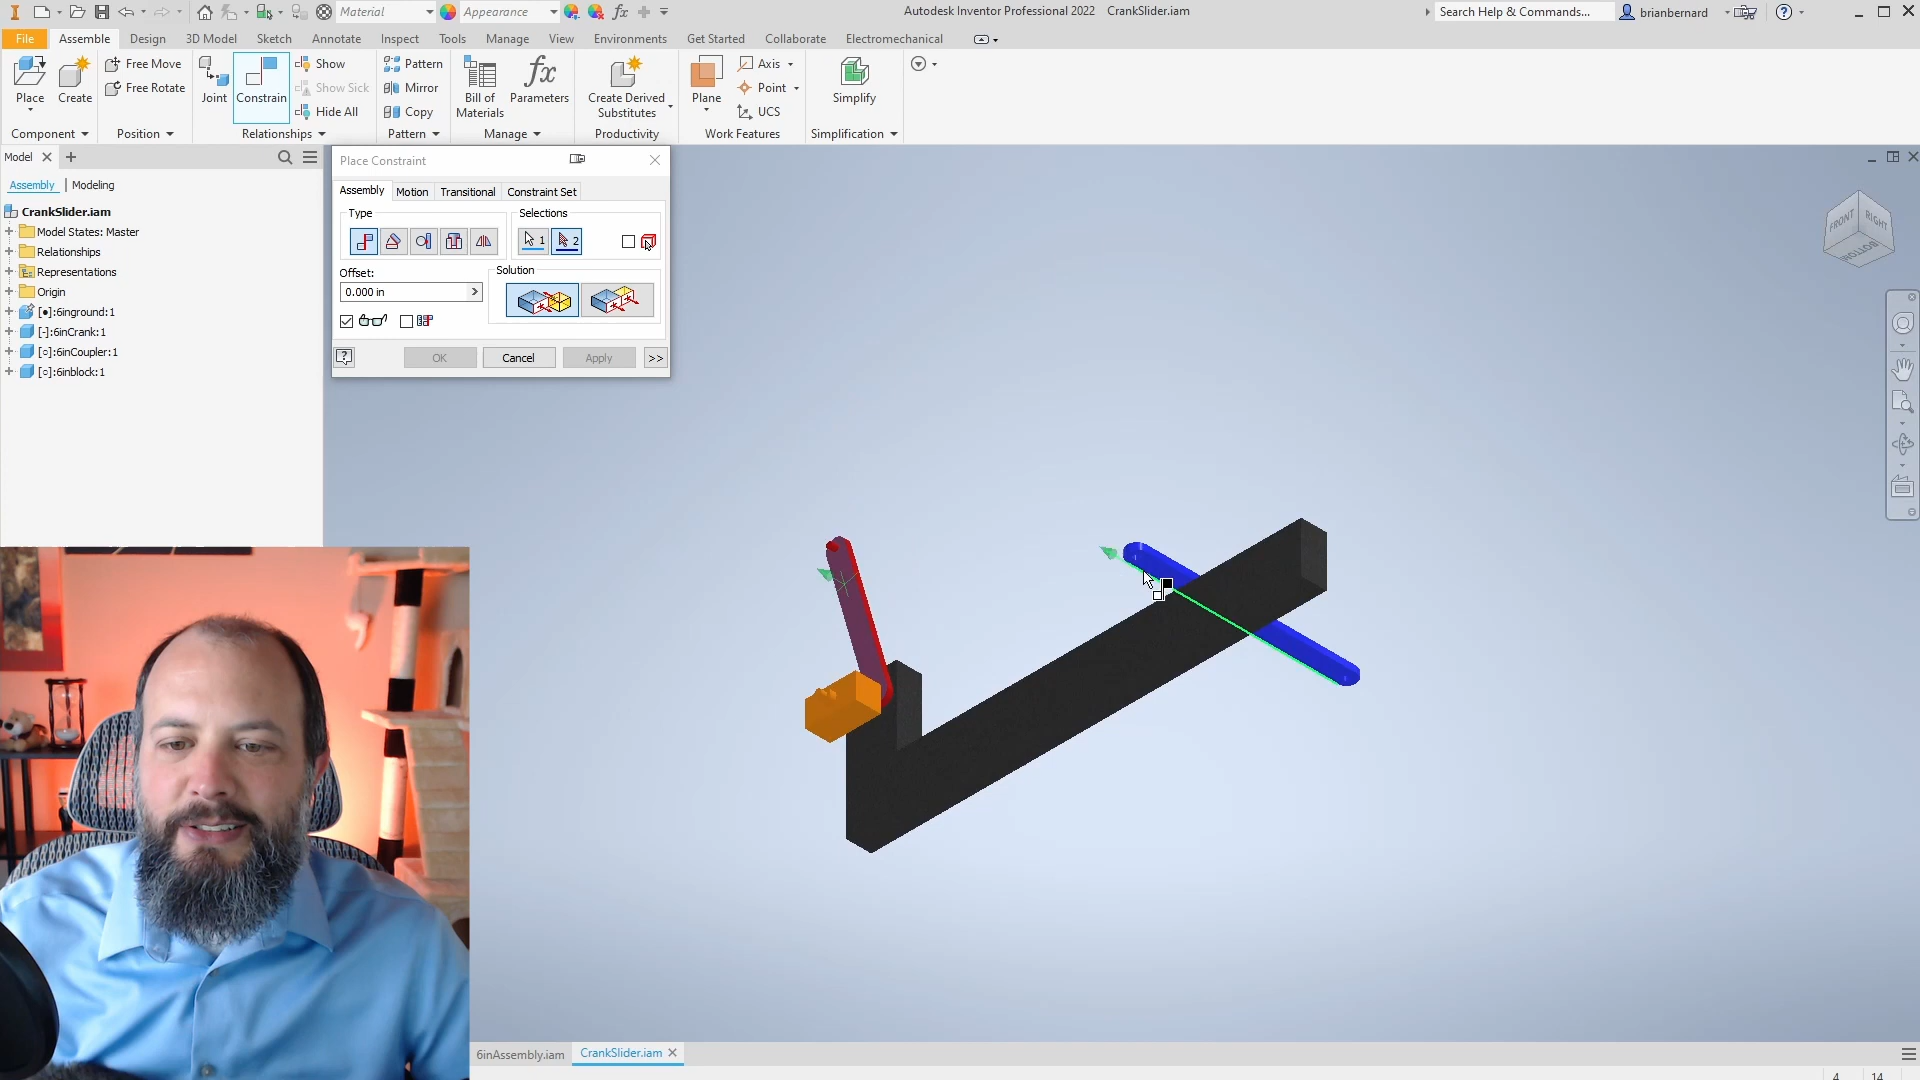 Material
Appearance
fx
Autodesk Inventor Professional 2022 CrankSlider.iam
Search Help & Commands...
brianbernard
File
Assemble
Design
3D Model
Sketch
Annotate
Inspect
Tools
Manage
View
Environments
Get Started
Collaborate
Electromechanical
Place
Create
Free Move
Free Rotate
Joint
Constrain
Show
Show Sick
Hide All
Pattern
Mirror
Copy
Bill of
Materials
fx
Parameters
Create Derived
Substitutes
Plane
Axis
Point
UCS
Simplify
Component
Position
Relationships
Pattern
Manage
Productivity
Work Features
Simplification
Model
Assembly | Modeling
CrankSlider.iam
Model States: Master
Relationships
Representations
Origin
[●]:6inground:1
[-]:6inCrank:1
[○]:6inCoupler:1
[○]:6inblock:1
Place Constraint
Assembly
Motion
Transitional
Constraint Set
Type
Selections
1
2
Offset:
0.000 in
Solution
?
OK
Cancel
Apply
>>
FRONT
RIGHT
BOTTOM
6inAssembly.iam
CrankSlider.iam
4
14